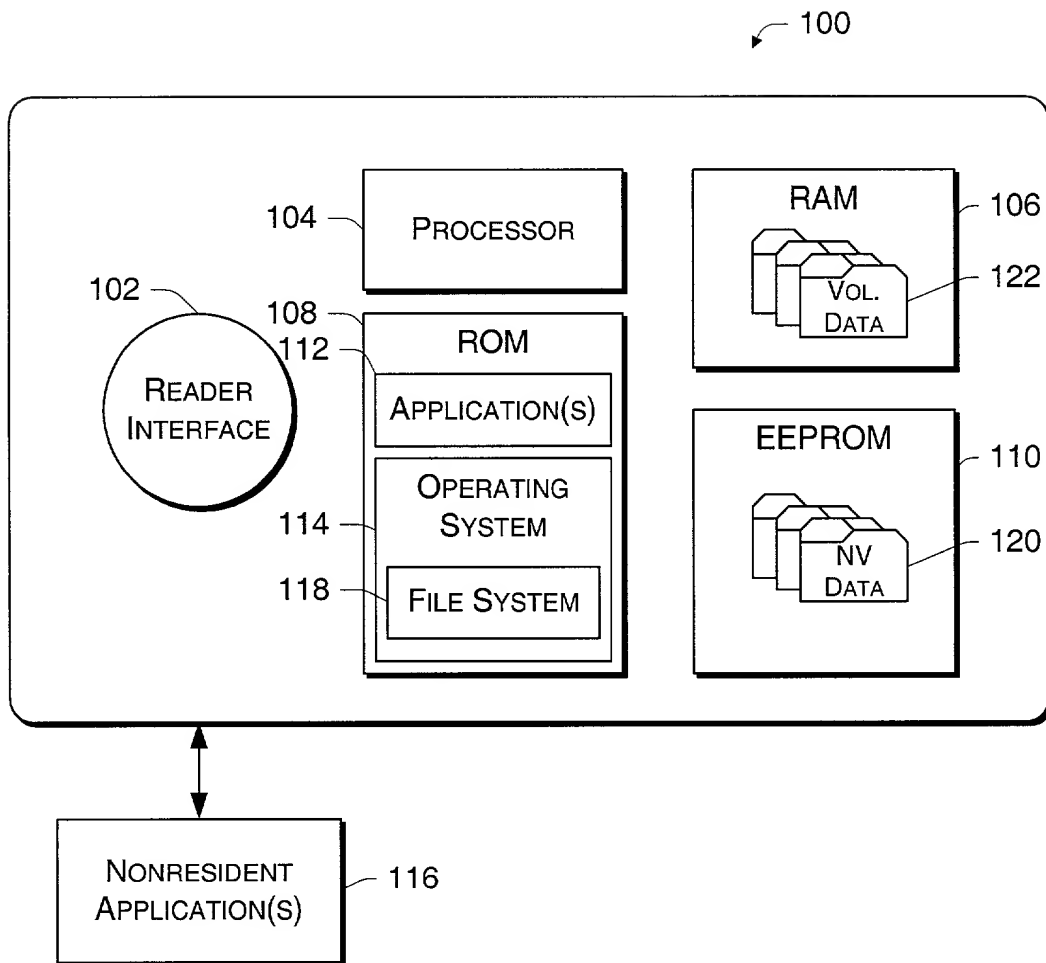 100
PROCESSOR
104
RAM
106
VOL.
DATA
122
102
READER
INTERFACE
108
ROM
112
APPLICATION(S)
OPERATING
SYSTEM
114
118
FILE SYSTEM
EEPROM
110
NV
DATA
120
NONRESIDENT
APPLICATION(S)
116